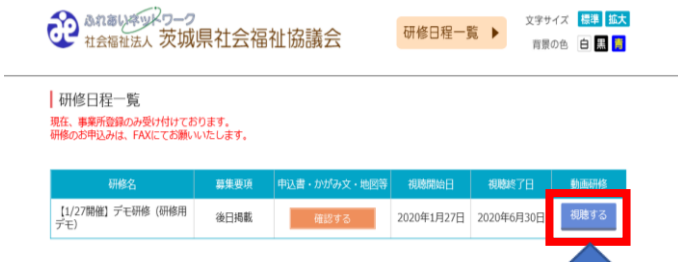 ふれあいネットワーク
社会福祉法人 茨城県社会福祉協議会
研修日程一覧 ▶
文字サイズ 標準 拡大
背景の色 白 黒 青
研修日程一覧
現在、事業所登録のみ受け付けております。
研修のお申込みは、FAXにてお願いいたします。
研修名 募集要項 申込書・かがみ文・地図等 視聴開始日 視聴終了日 動画研修
【1/27開催】デモ研修（研修用 後日掲載 確認する 2020年1月27日 2020年6月30日 視聴する
デモ）